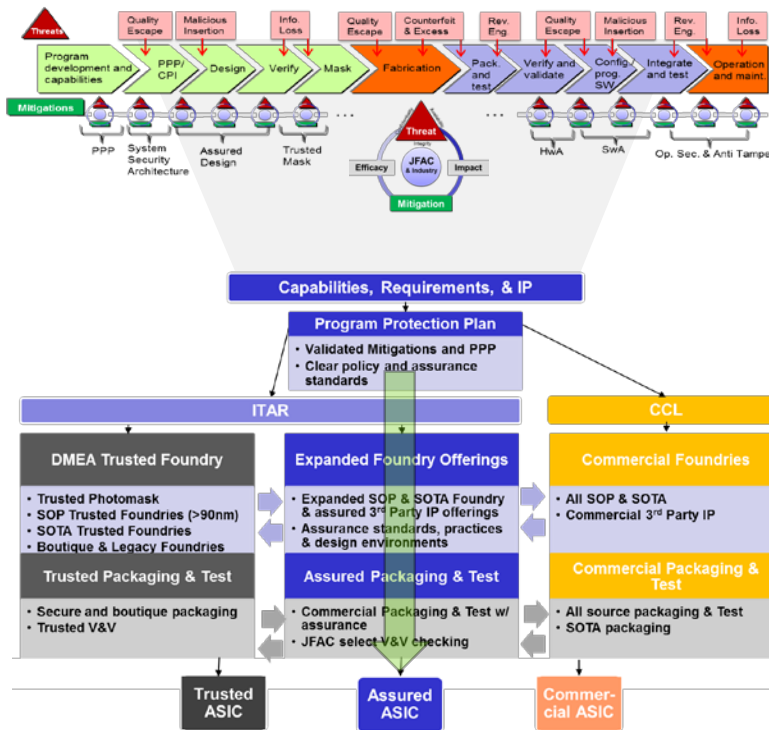 Threats
Quality
Escape
Malicious
Insertion
Info.
Loss
Quality
Escape
Counterfeit
& Excess
Rev.
Eng.
Quality
Escape
Malicious
Insertion
Rev.
Eng.
Info.
Loss
Program
development and
capabilities
PPP/
CPI
Design
Verify
Mask
Fabrication
Pack.
and
test
Verify and
validate
Config./
prog.
SW
Integrate
and test
Operation
and maint.
Mitigations
PPP
System
Security
Architecture
Assured
Design
Trusted
Mask
...
...
HwA
SwA
Op. Sec. & Anti Tamper
Threat
Integrity
JFAC
& Industry
Efficacy
Impact
Mitigation
Capabilities, Requirements, & IP
Program Protection Plan
• Validated Mitigations and PPP
• Clear policy and assurance
standards
ITAR
CCL
DMEA Trusted Foundry
• Trusted Photomask
• SOP Trusted Foundries (>90nm)
• SOTA Trusted Foundries
• Boutique & Legacy Foundries
Expanded Foundry Offerings
• Expanded SOP & SOTA Foundry
& assured 3rd Party IP offerings
• Assurance standards, practices
& design environments
Commercial Foundries
• All SOP & SOTA
• Commercial 3rd Party IP
Trusted Packaging & Test
• Secure and boutique packaging
• Trusted V&V
Assured Packaging & Test
• Commercial Packaging & Test w/
assurance
• JFAC select V&V checking
Commercial Packaging &
Test
• All source packaging & Test
• SOTA packaging
Trusted
ASIC
Assured
ASIC
Commer-
cial ASIC